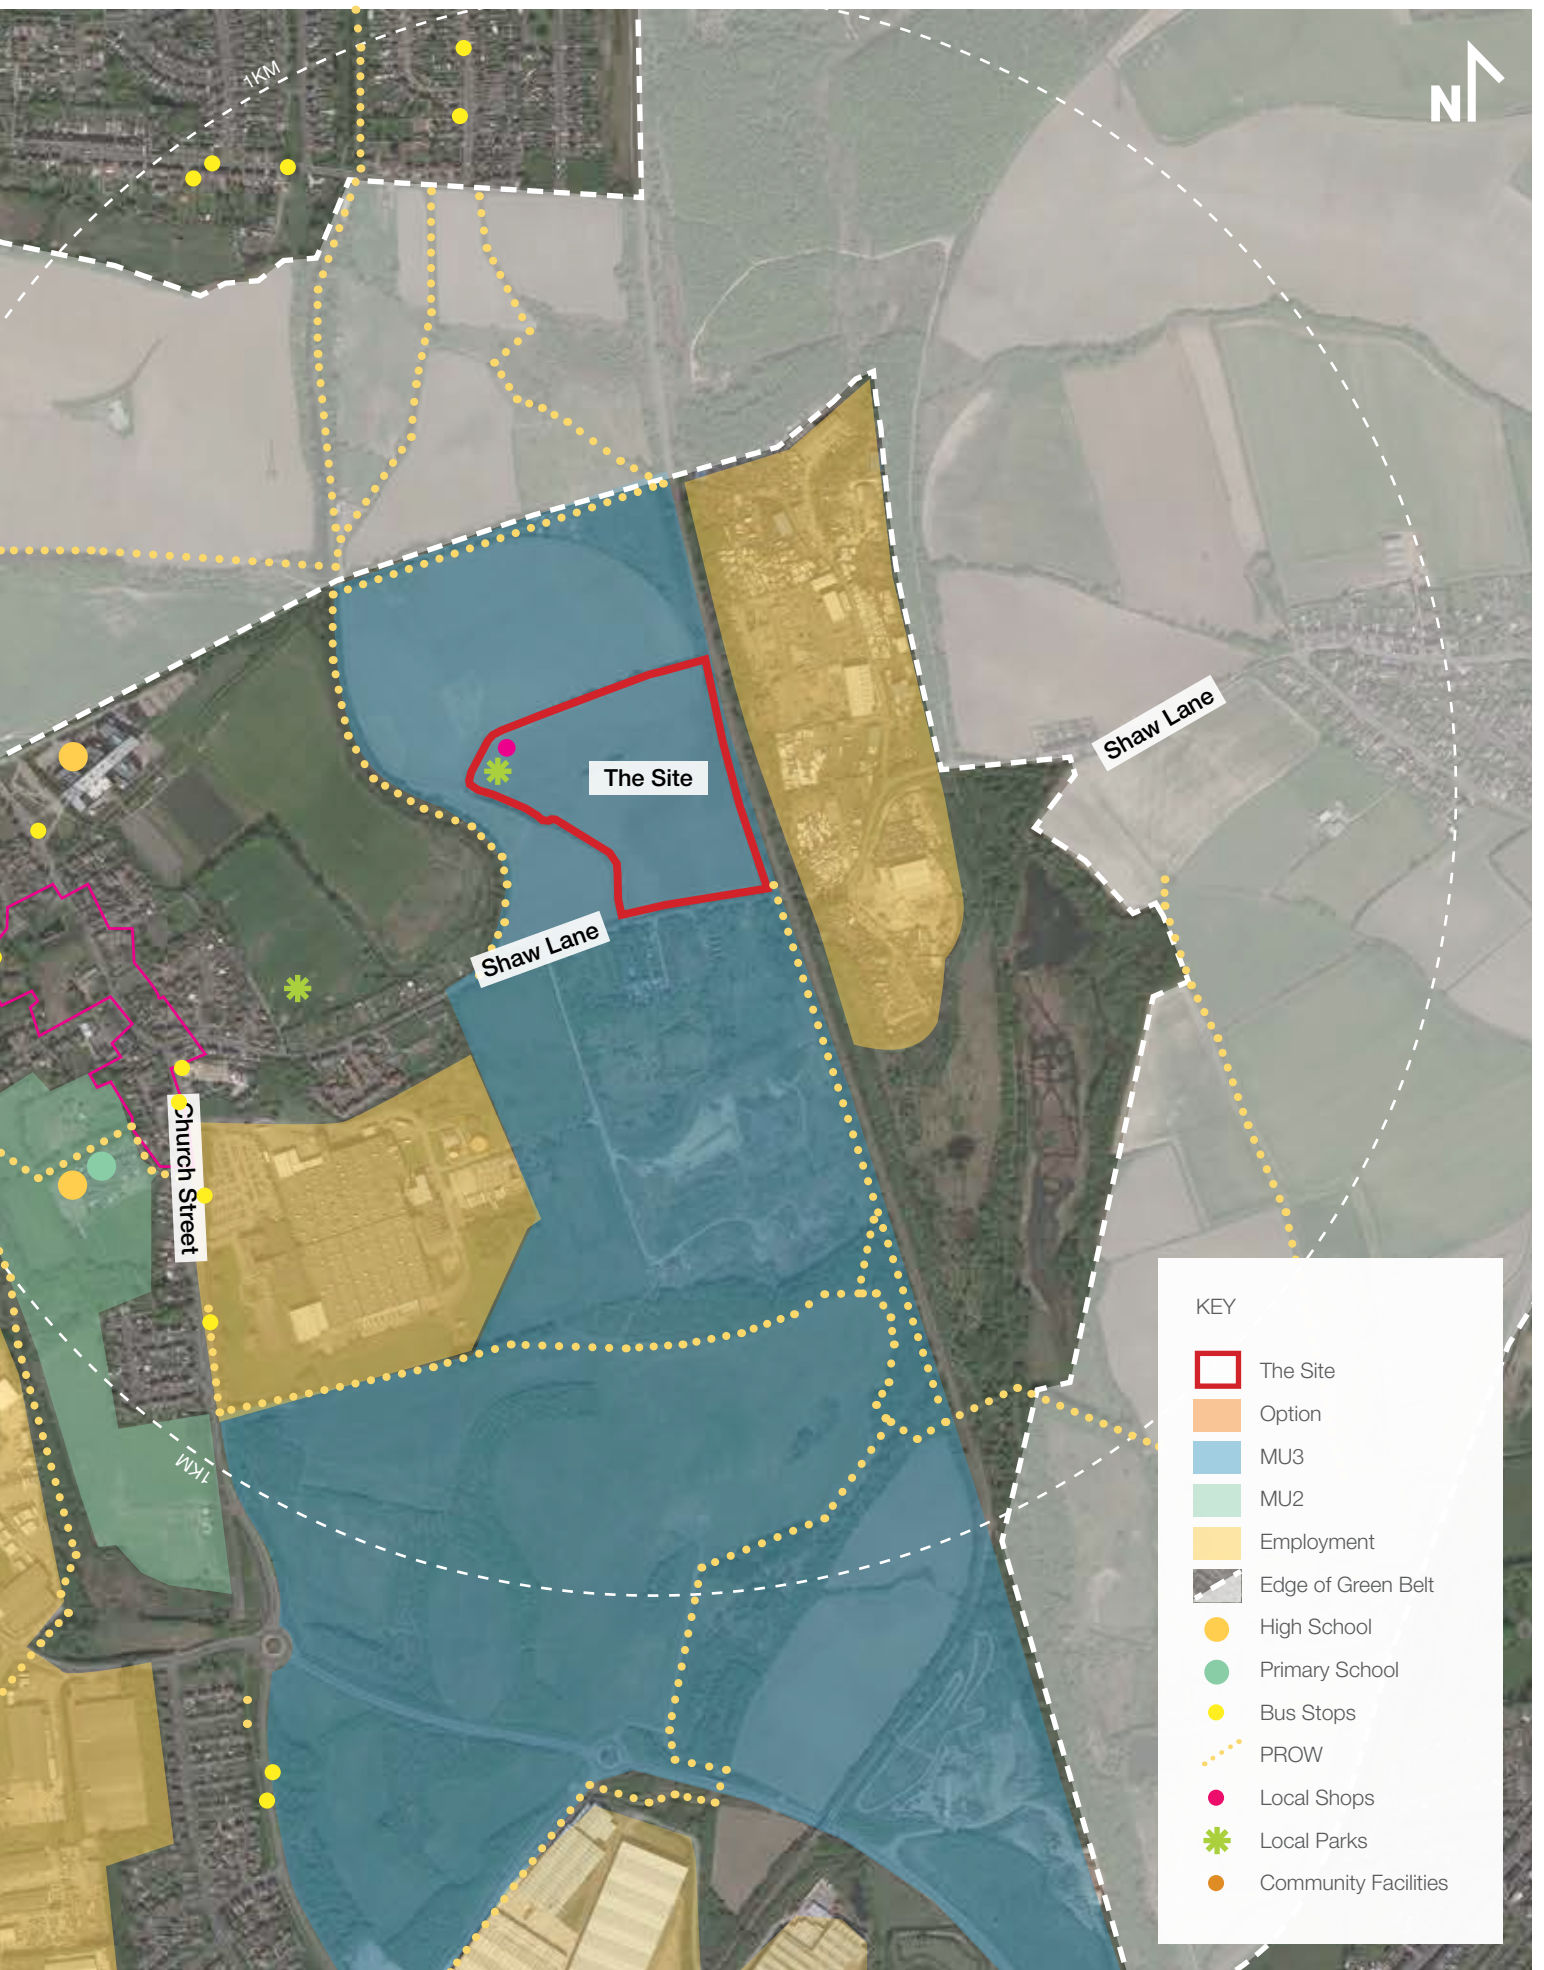 1KM
N
Shaw Lane
The Site
Shaw Lane
Church Street
1KM
KEY
The Site
Option
MU3
MU2
Employment
Edge of Green Belt
High School
Primary School
Bus Stops
PROW
Local Shops
Local Parks
Community Facilities